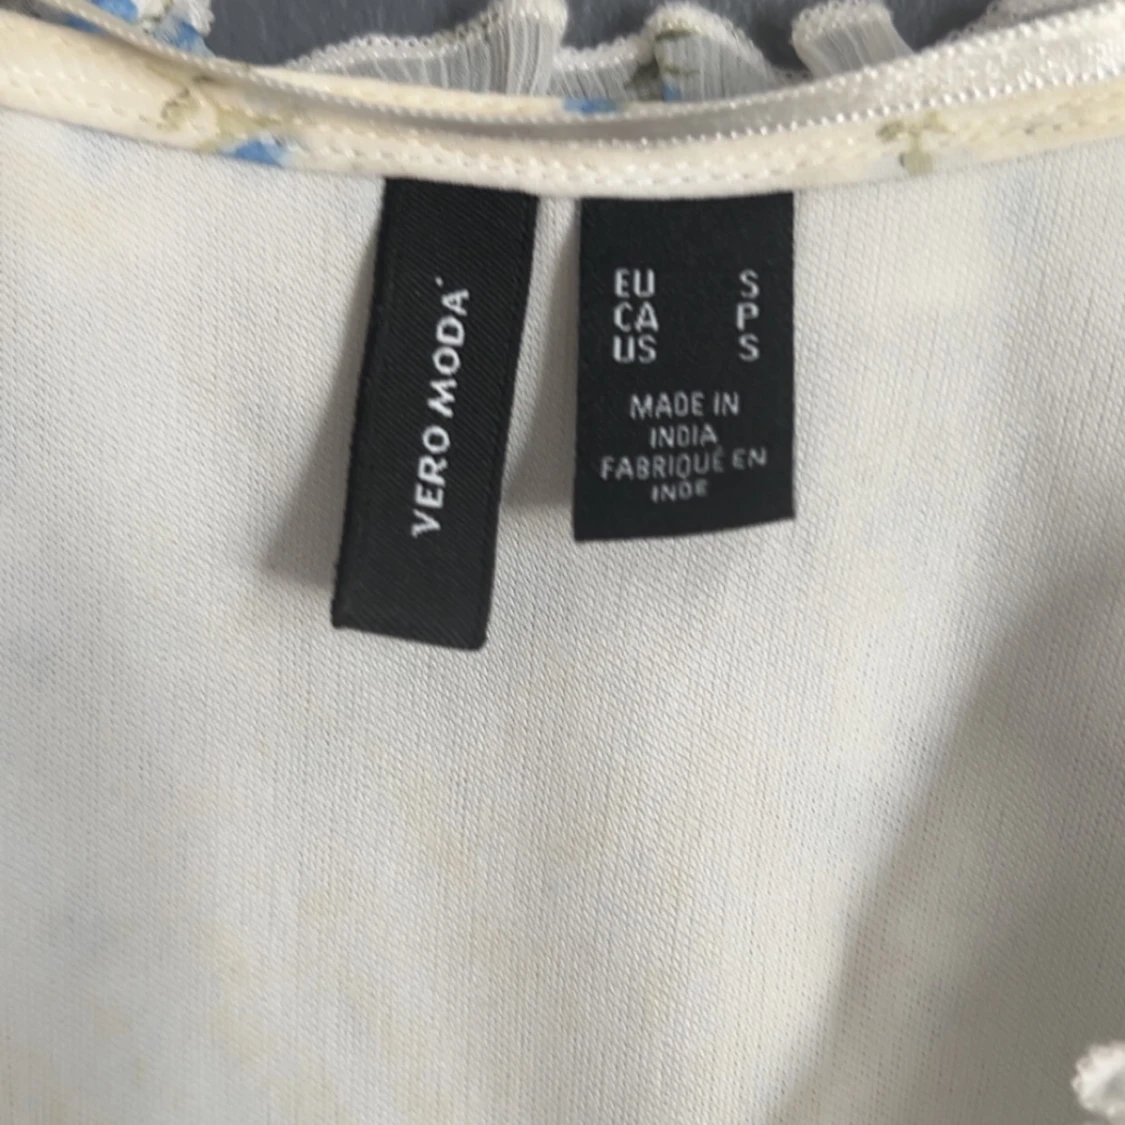 VERO MODA
EU S
CA P
US S
MADE IN
INDIA
FABRIQUÉ EN
INDE